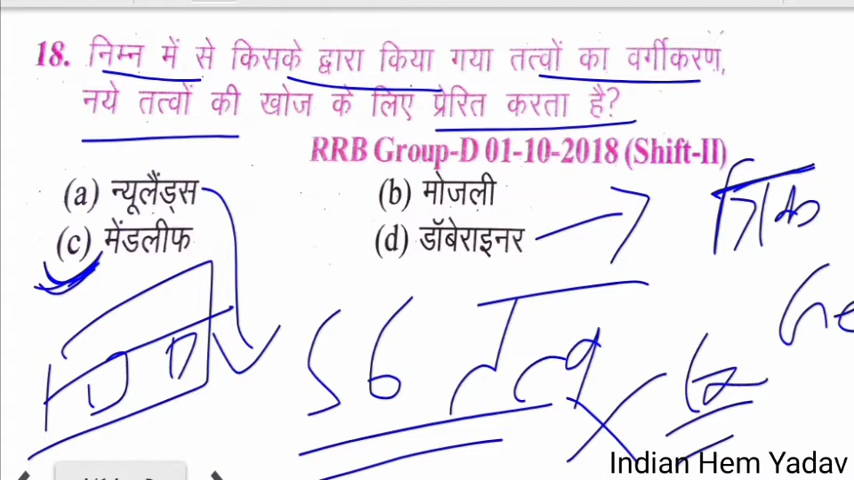 18. निम्न में से किसके द्वारा किया गया तत्वों का वर्गीकरण,
नये तत्वों की खोज के लिए प्रेरित करता है?
RRB Group-D 01-10-2018 (Shift-II)
(a) न्यूलैंड्स
(b) मोजली
त्रिक
(c) मेंडलीफ
(d) डॉबेराइनर
56 तत्व
Indian Hem Yadav